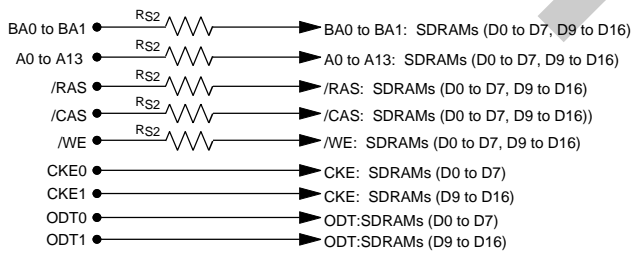 BA0 to BA1 RS2 BA0 to BA1: SDRAMs (D0 to D7, D9 to D16)
A0 to A13 RS2 A0 to A13: SDRAMs (D0 to D7, D9 to D16)
/RAS RS2 /RAS: SDRAMs (D0 to D7, D9 to D16)
/CAS RS2 /CAS: SDRAMs (D0 to D7, D9 to D16))
/WE RS2 /WE: SDRAMs (D0 to D7, D9 to D16)
CKE0 CKE: SDRAMs (D0 to D7)
CKE1 CKE: SDRAMs (D9 to D16)
ODT0 ODT:SDRAMs (D0 to D7)
ODT1 ODT:SDRAMs (D9 to D16)